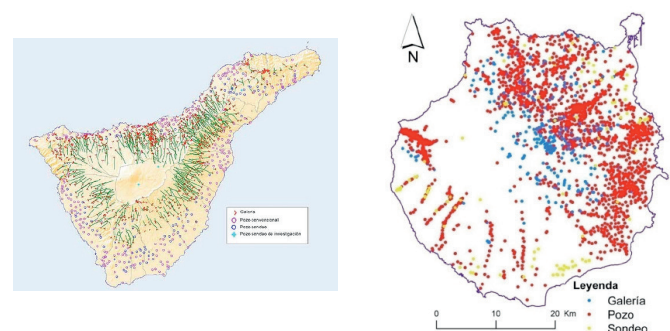 Galería
Pozo convencional
Pozo-sondeo
Pozo-sondeo de investigación
N
Leyenda
Galería
Pozo
Sondeo
0 10 20 Km